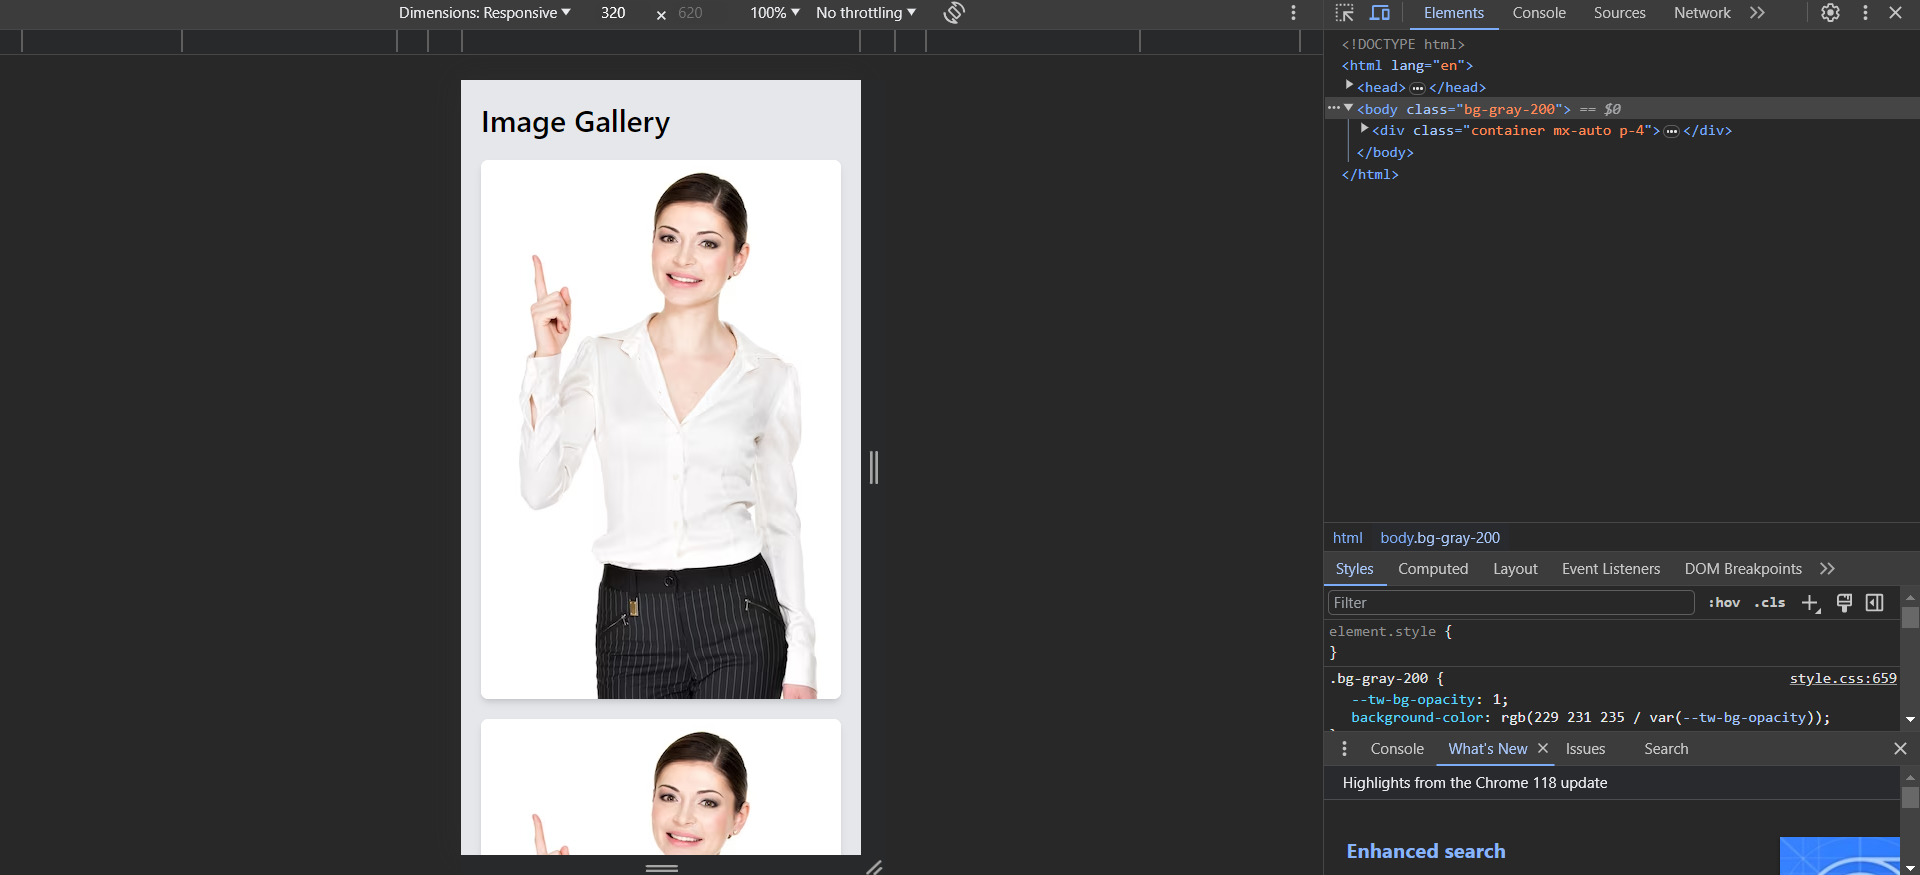 Dimensions: Responsive 320 × 620 100% No throttling
Elements Console Sources Network
Image Gallery
<!DOCTYPE html>
<html lang="en">
<head> ••• </head>
••• <body class="bg-gray-200"> == $0
<div class="container mx-auto p-4"> ••• </div>
</body>
</html>
html body.bg-gray-200
Styles Computed Layout Event Listeners DOM Breakpoints
Filter :hov .cls
element.style {
}
.bg-gray-200 { style.css:659
--tw-bg-opacity: 1;
background-color: rgb(229 231 235 / var(--tw-bg-opacity));
Console What's New Issues Search
Highlights from the Chrome 118 update
Enhanced search